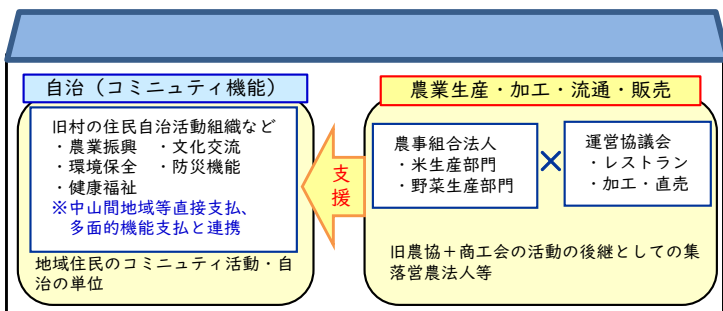 自治（コミニュティ機能）
旧村の住民自治活動組織など
・農業振興　・文化交流
・環境保全　・防災機能
・健康福祉
※中山間地域等直接支払、
多面的機能支払と連携
地域住民のコミュニティ活動・自
治の単位
支援
農業生産・加工・流通・販売
農事組合法人
・米生産部門
・野菜生産部門
×
運営協議会
・レストラン
・加工・直売
旧農協＋商工会の活動の後継としての集
落営農法人等